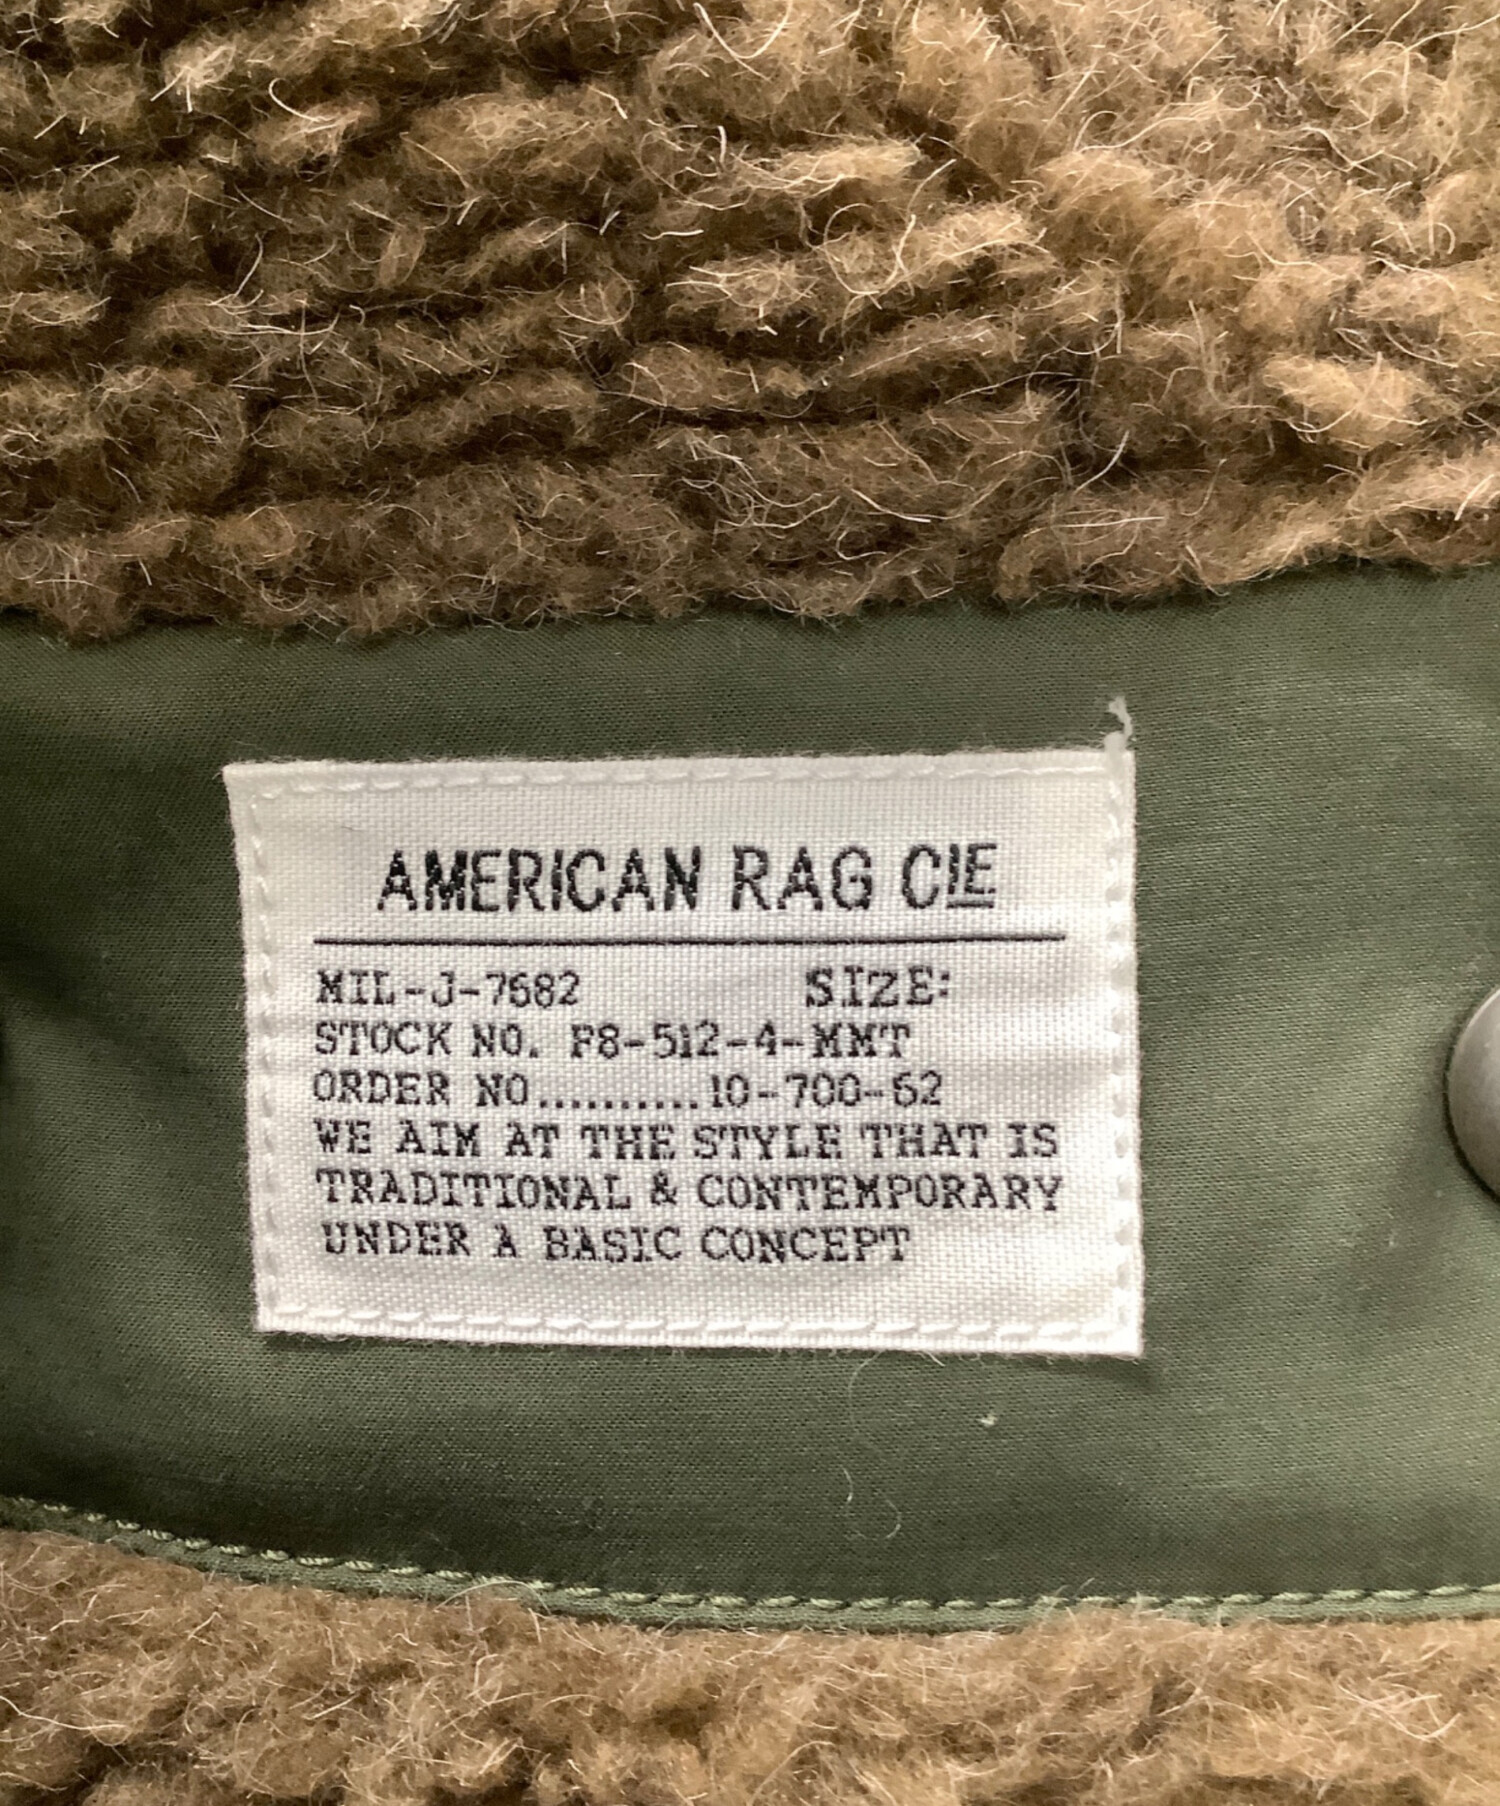 AMERICAN RAG CIE
MIL-J-7682 SIZE:
STOCK NO. F8-512-4-MMT
ORDER NO..........10-700-62
WE AIM AT THE STYLE THAT IS
TRADITIONAL & CONTEMPORARY
UNDER A BASIC CONCEPT